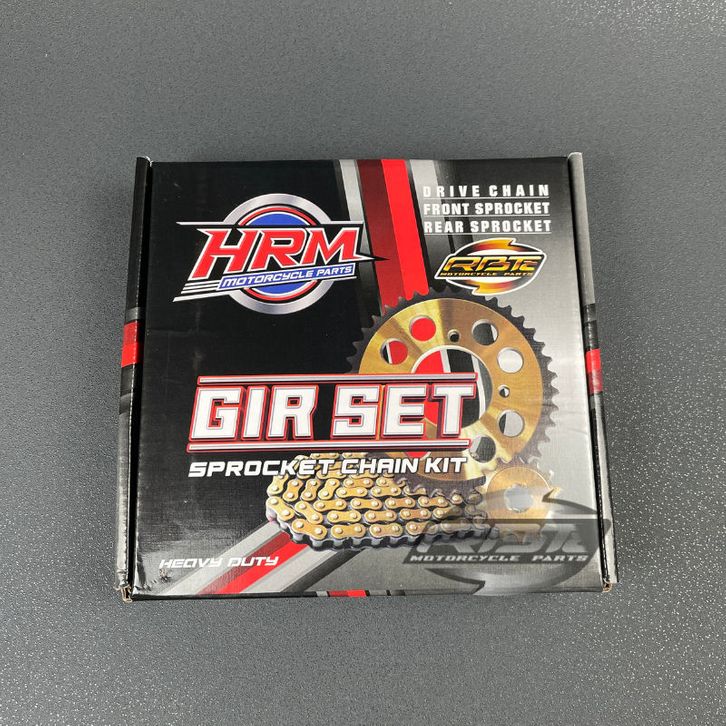 HRM
MOTORCYCLE PARTS
DRIVE CHAIN
FRONT SPROCKET
REAR SPROCKET
MOTORCYCLE PARTS
GIR SET
SPROCKET CHAIN KIT
HEAVY DUTY
MOTORCYCLE PARTS